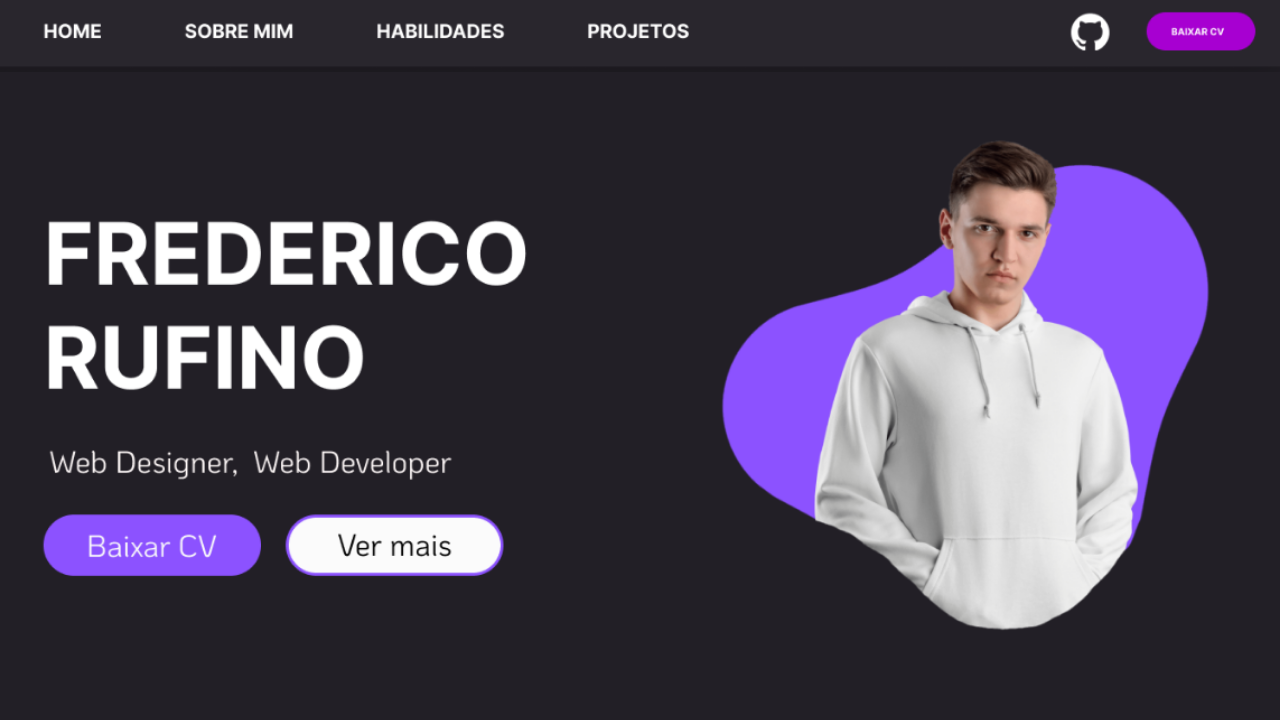 HOME SOBRE MIM HABILIDADES PROJETOS BAIXAR CV
FREDERICO
RUFINO
Web Designer, Web Developer
Baixar CV Ver mais